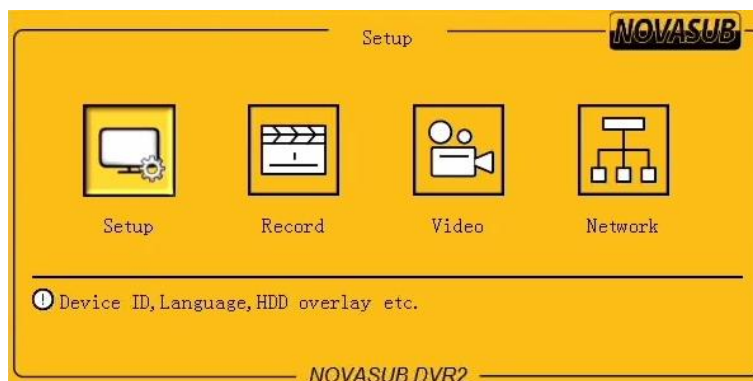 Setup
NOVASUB
Setup Record Video Network
Device ID,Language,HDD overlay etc.
NOVASUB DVR2